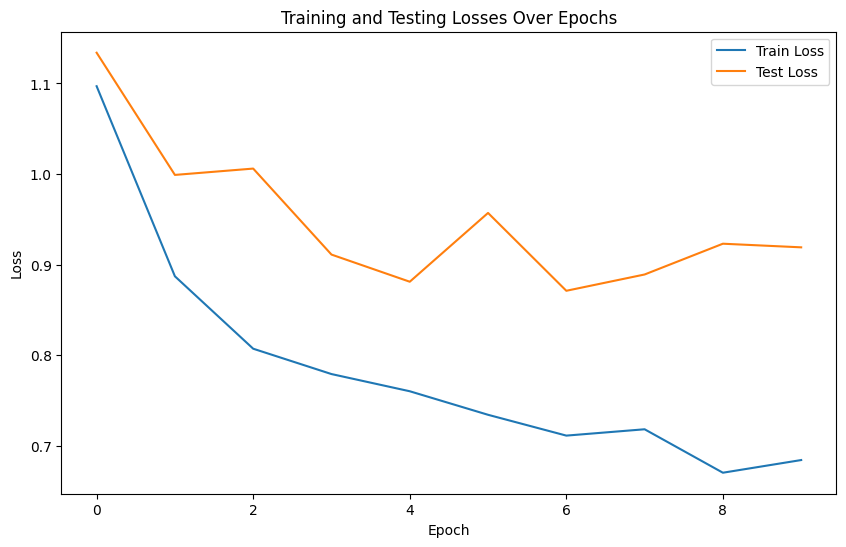 Training and Testing Losses Over Epochs
Train Loss
Test Loss
1.1
1.0
0.9
0.8
0.7
Loss
0
2
4
6
8
Epoch